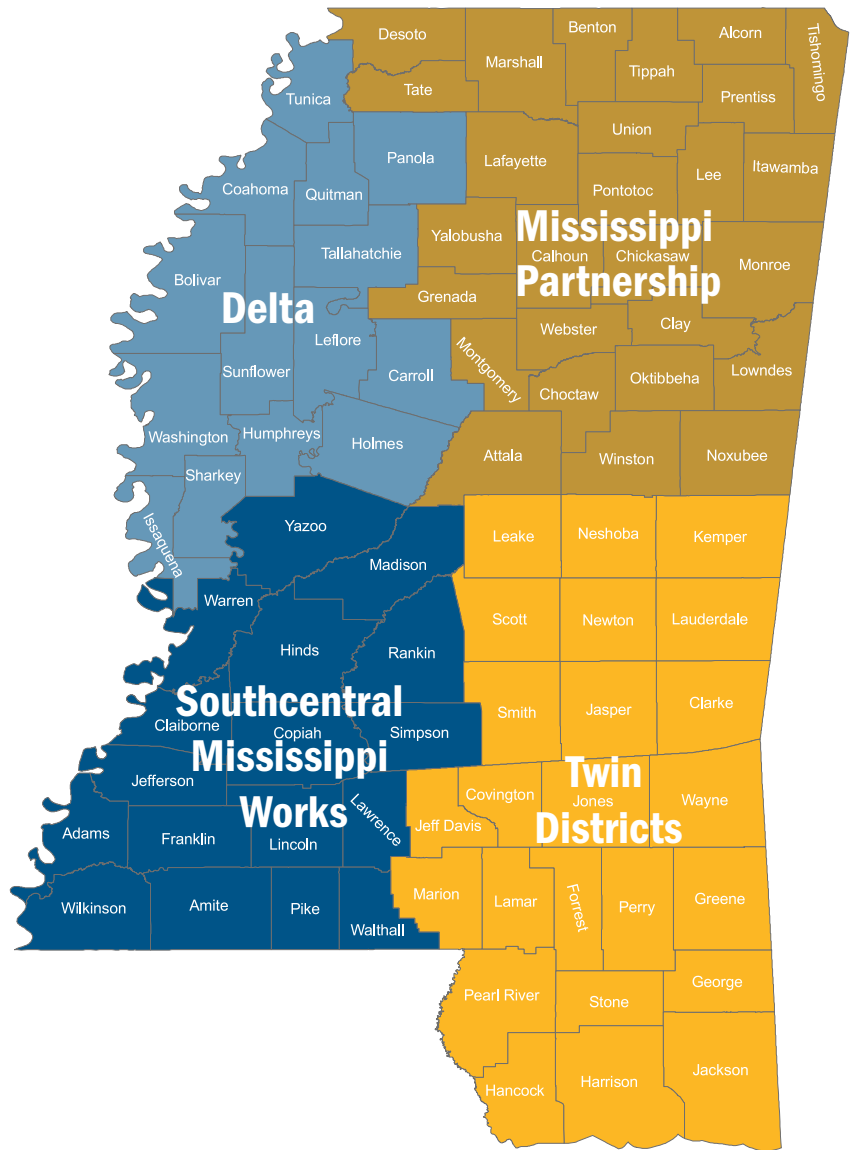 Desoto
Benton
Alcorn
Tishomingo
Marshall
Tippah
Tate
Prentiss
Tunica
Union
Panola
Lafayette
Lee
Itawamba
Coahoma
Quitman
Pontotoc
Yalobusha
Mississippi
Tallahatchie
Calhoun
Chickasaw
Monroe
Bolivar
Partnership
Delta
Grenada
Webster
Clay
Leflore
Montgomery
Sunflower
Carroll
Choctaw
Oktibbeha
Lowndes
Washington
Humphreys
Holmes
Attala
Winston
Noxubee
Sharkey
Issaquena
Yazoo
Leake
Neshoba
Kemper
Madison
Warren
Scott
Newton
Lauderdale
Hinds
Rankin
Southcentral
Smith
Jasper
Clarke
Claiborne
Copiah
Simpson
Mississippi
Jefferson
Twin
Covington
Jones
Wayne
Works
Lawrence
Jeff Davis
Districts
Adams
Franklin
Lincoln
Marion
Lamar
Forrest
Perry
Greene
Wilkinson
Amite
Pike
Walthall
Pearl River
Stone
George
Hancock
Harrison
Jackson